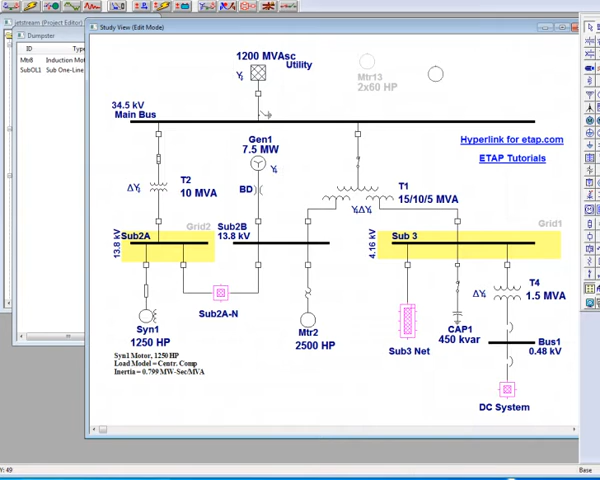 jetstream (Project Editor)
Study View (Edit Mode)
Dumpster
ID
Type
Mtr8 Induction Mot
SubOL1 Sub One-Line
1200 MVAsc
Utility
Mtr13
2x60 HP
34.5 kV
Main Bus
Gen1
7.5 MW
Hyperlink for etap.com
ETAP Tutorials
T2
10 MVA
BD
T1
15/10/5 MVA
Grid2
Sub2B
13.8 kV
Grid1
13.8 kV
Sub2A
4.16 kV
Sub 3
T4
1.5 MVA
Sub2A-N
Syn1
1250 HP
Mtr2
2500 HP
CAP1
450 kvar
Sub3 Net
Bus1
0.48 kV
Syn1 Motor, 1250 HP
Load Model = Centr. Comp
Inertia = 0.799 MW-Sec/MVA
DC System
Y: 49
Base